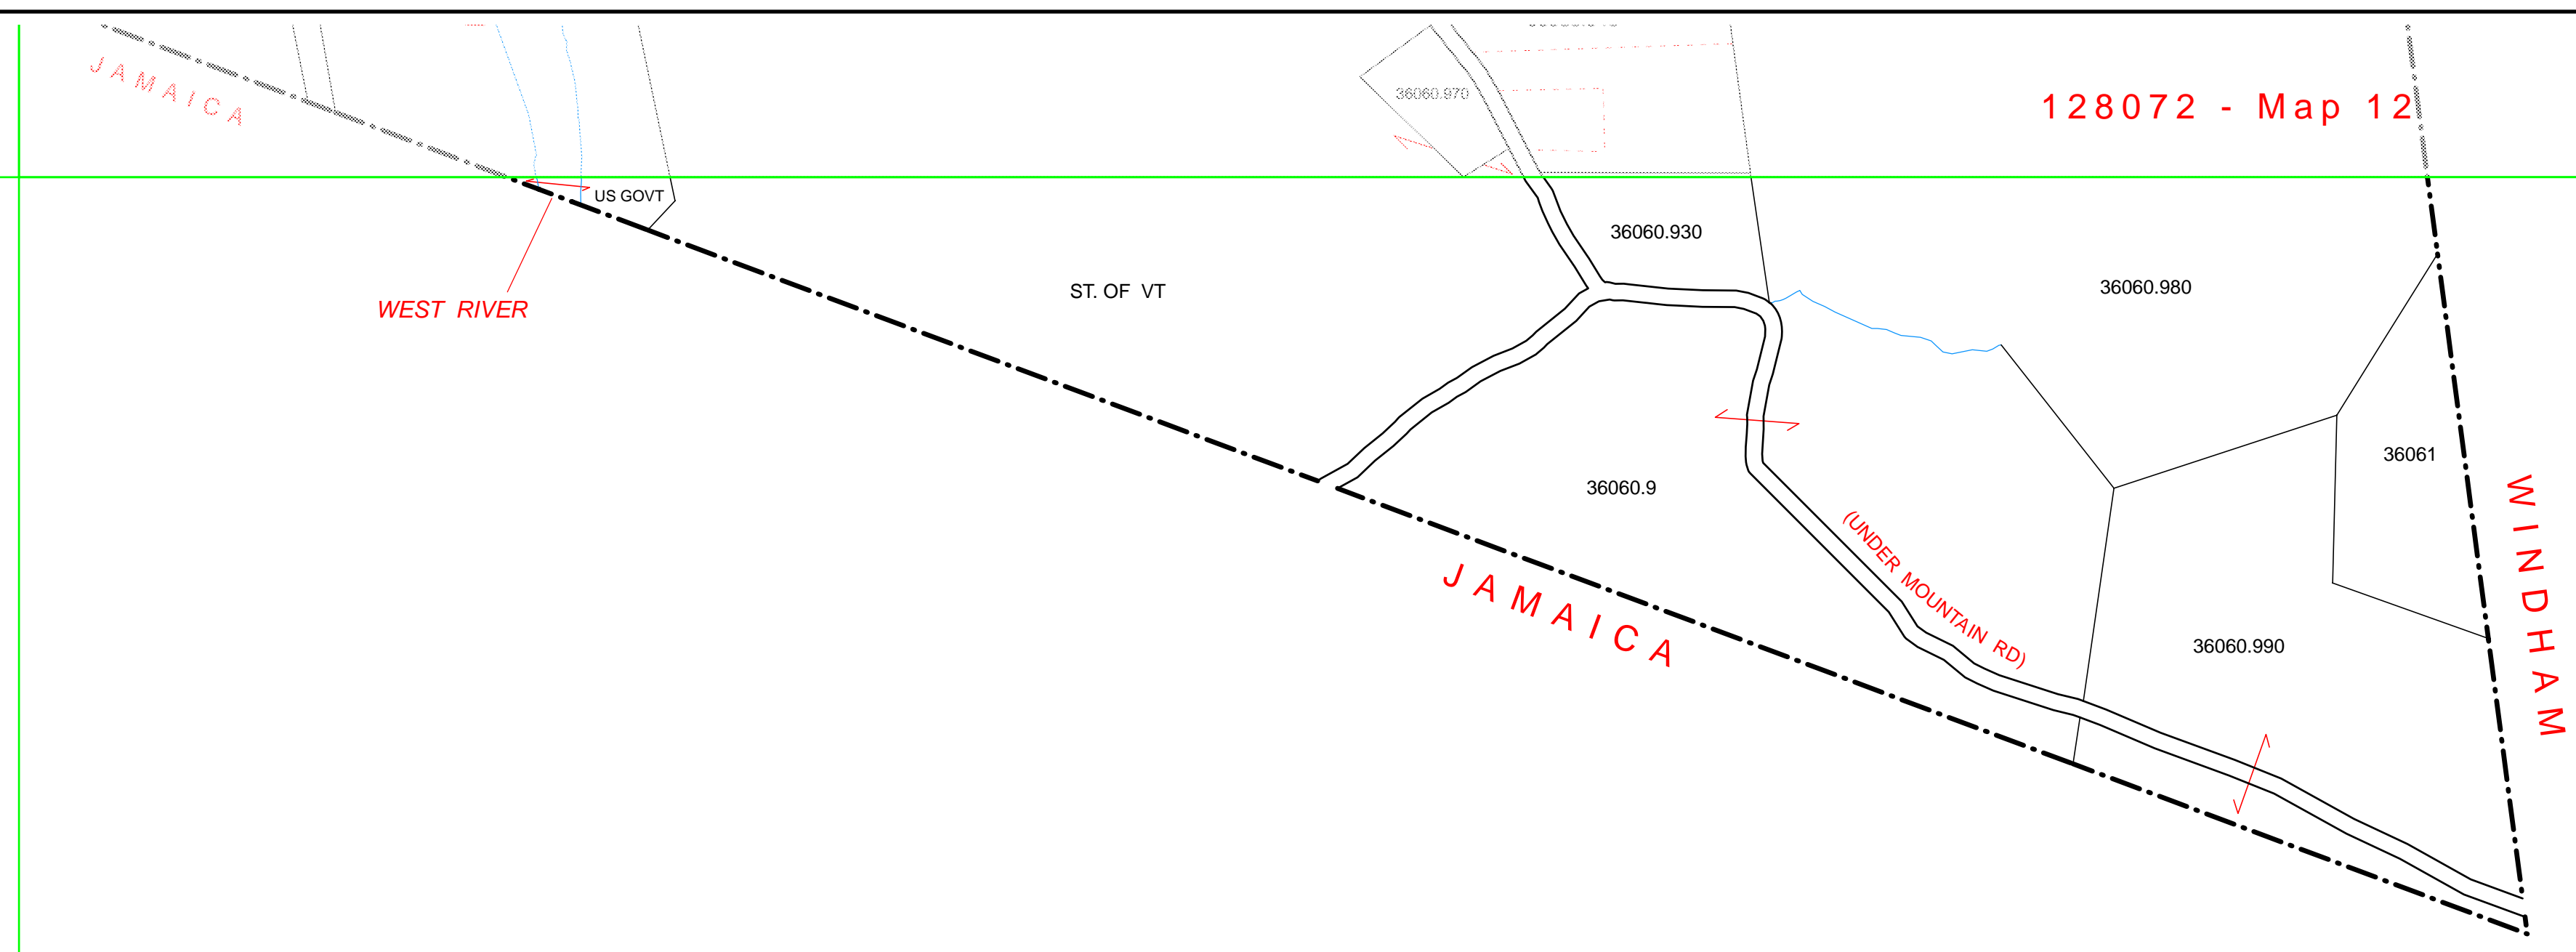 JAMAICA
36060.970
128072 - Map 12
US GOVT
36060.930
ST. OF VT
36060.980
WEST RIVER
36061
36060.9
WINDHAM
(UNDER MOUNTAIN RD)
JAMAICA
36060.990